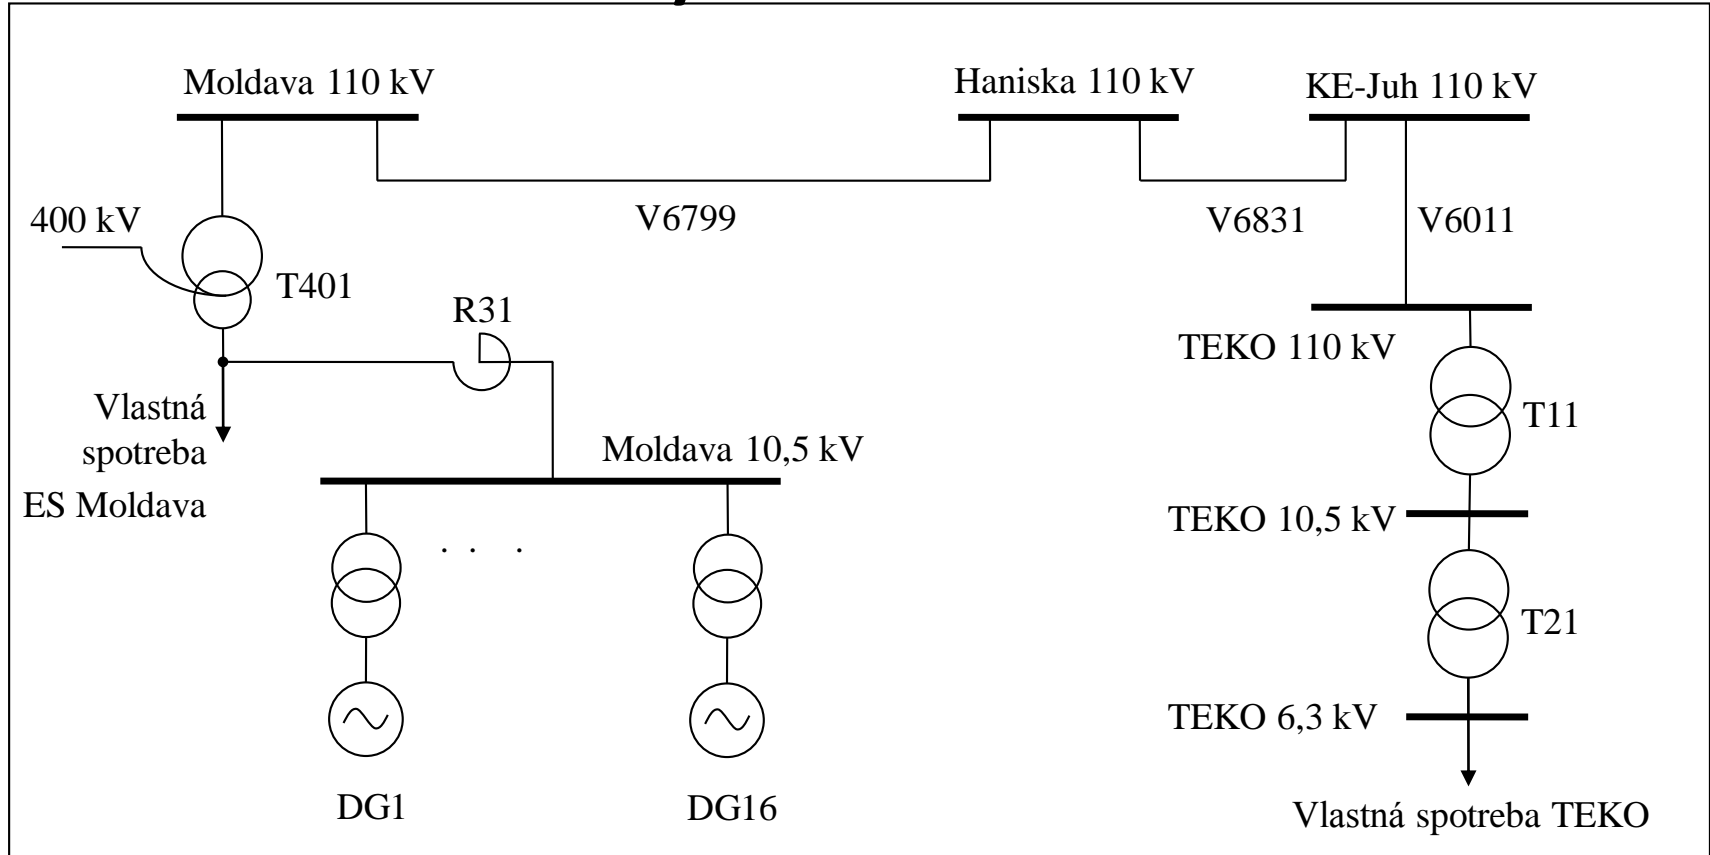 Moldava 110 kV
Haniska 110 kV
KE-Juh 110 kV
400 kV
V6799
V6831
V6011
T401
R31
TEKO 110 kV
Vlastná
spotreba
ES Moldava
T11
Moldava 10,5 kV
TEKO 10,5 kV
. . .
T21
TEKO 6,3 kV
DG1
DG16
Vlastná spotreba TEKO